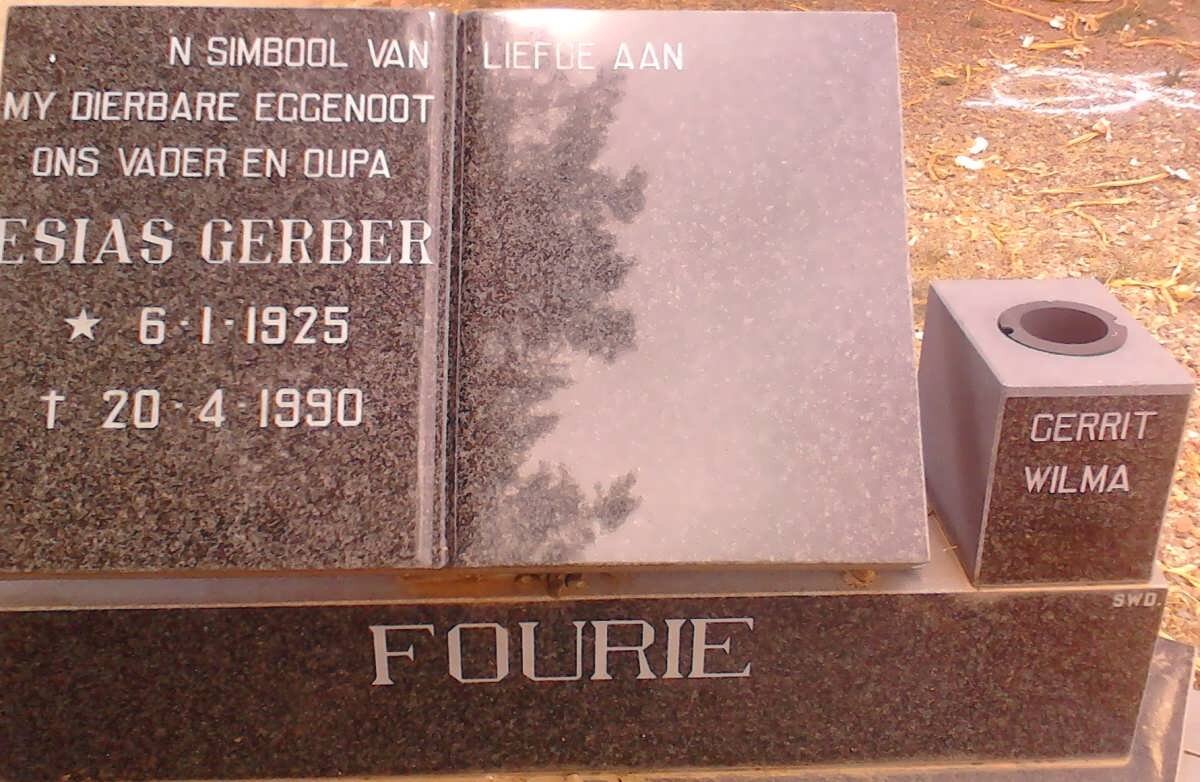 N SIMBOOL VAN LIEFDE AAN
MY DIERBARE EGGENOOT
ONS VADER EN OUPA
ESIAS GERBER
★ 6·1·1925
† 20·4·1990
GERRIT
WILMA
SWD.
FOURIE